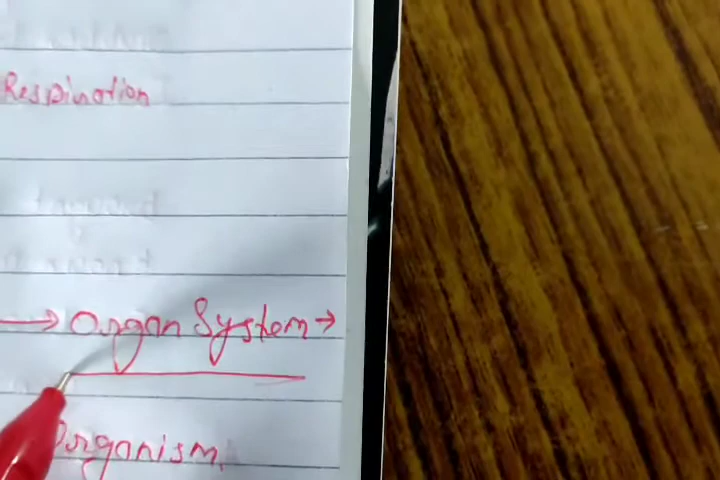 Respiration
→ Organ System →
Organism.